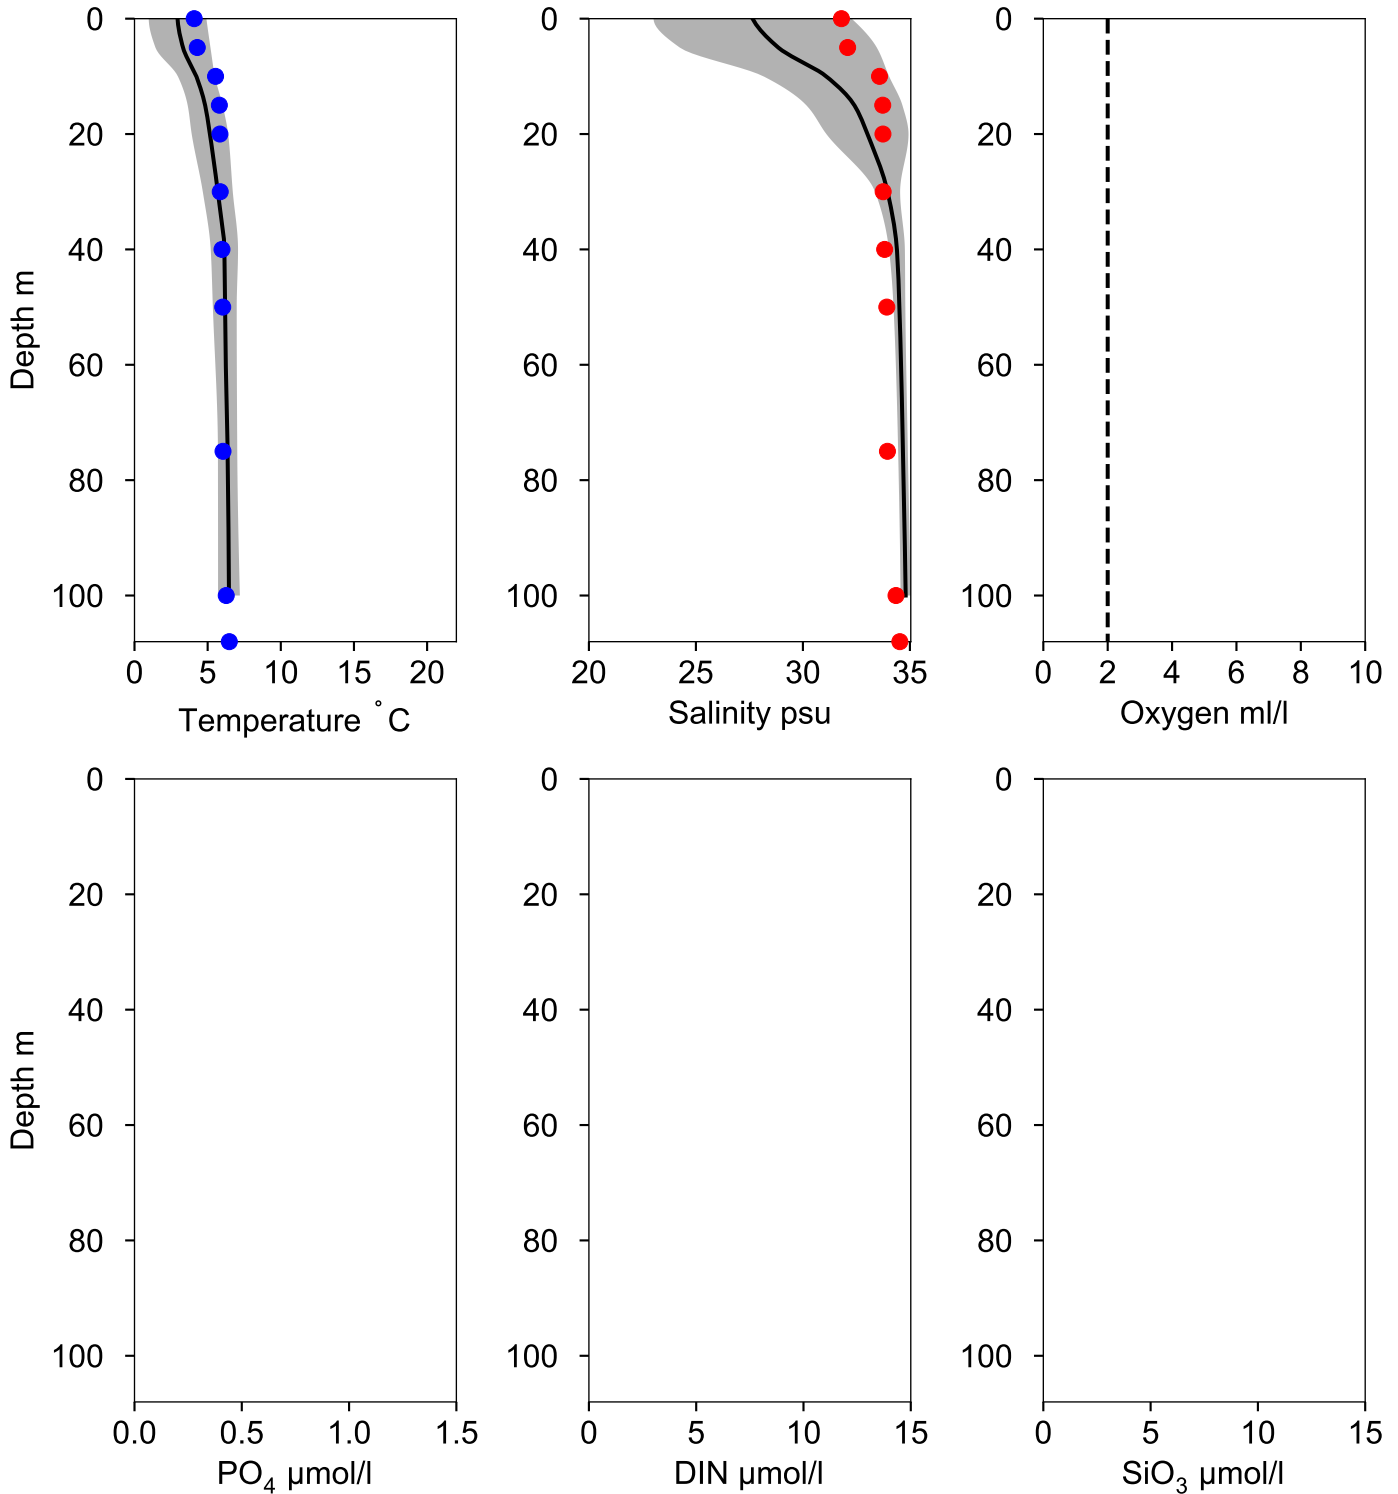 0
20
40
60
80
100
Depth m
0 5 10 15 20
Temperature °C
0
20
40
60
80
100
20 25 30 35
Salinity psu
0
20
40
60
80
100
0 2 4 6 8 10
Oxygen ml/l
0
20
40
60
80
100
Depth m
0.0 0.5 1.0 1.5
PO₄ µmol/l
0
20
40
60
80
100
0 5 10 15
DIN µmol/l
0
20
40
60
80
100
0 5 10 15
SiO₃ µmol/l